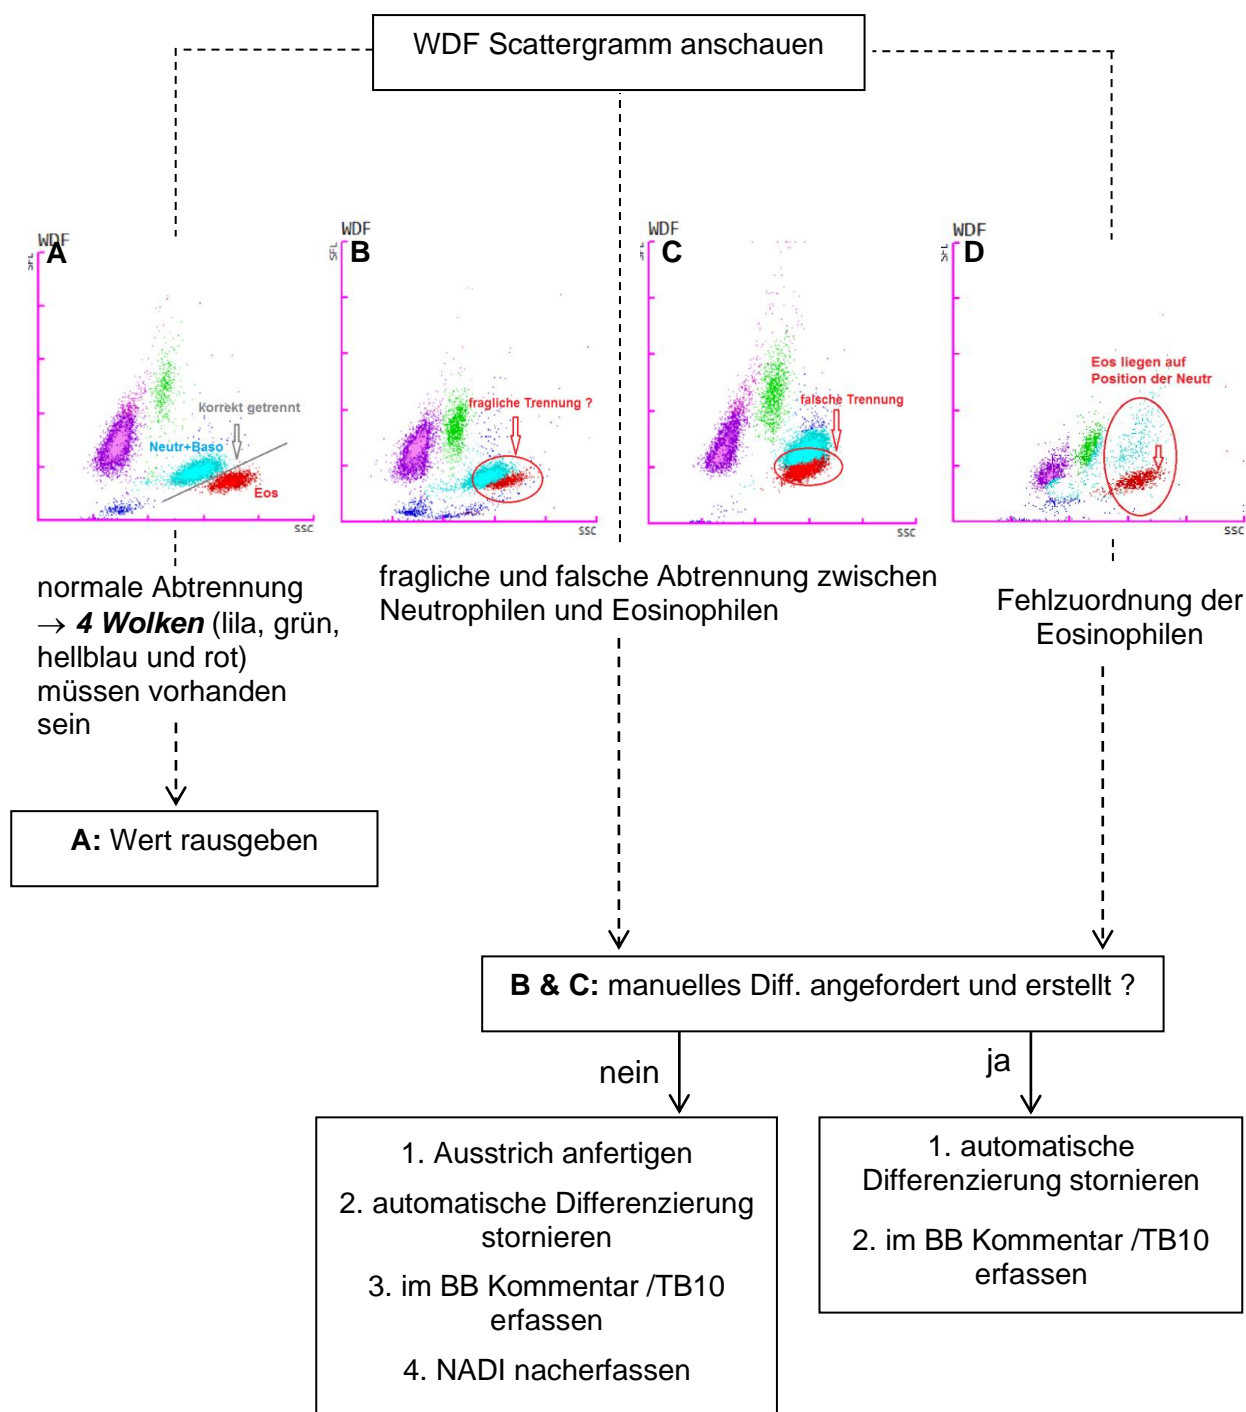 WDF Scattergramm anschauen
WDF
A
SFL
korrekt getrennt
Neutr+Baso
Eos
SSC
WDF
B
SFL
fragliche Trennung ?
SSC
C
SFL
falsche Trennung
SSC
WDF
D
SFL
Eos liegen auf
Position der Neutr
SSC
normale Abtrennung
→ 4 Wolken (lila, grün,
hellblau und rot)
müssen vorhanden
sein
fragliche und falsche Abtrennung zwischen
Neutrophilen und Eosinophilen
Fehlzuordnung der
Eosinophilen
A: Wert rausgeben
B & C: manuelles Diff. angefordert und erstellt ?
nein
ja
1. Ausstrich anfertigen
2. automatische Differenzierung
stornieren
3. im BB Kommentar /TB10
erfassen
4. NADI nacherfassen
1. automatische
Differenzierung stornieren
2. im BB Kommentar /TB10
erfassen